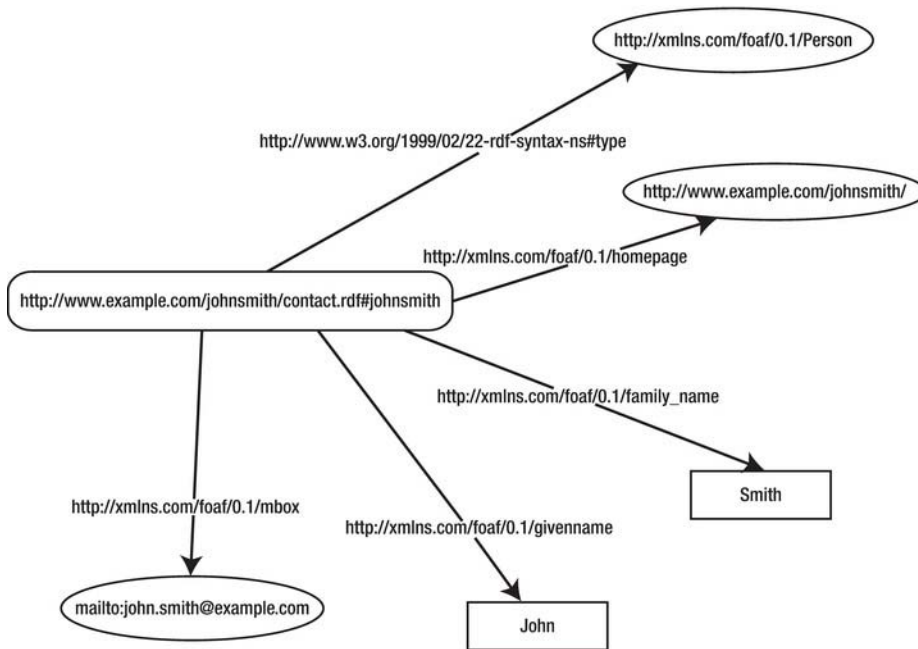 http://xmlns.com/foaf/0.1/Person
http://www.w3.org/1999/02/22-rdf-syntax-ns#type
http://www.example.com/johnsmith/
http://xmlns.com/foaf/0.1/homepage
http://www.example.com/johnsmith/contact.rdf#johnsmith
http://xmlns.com/foaf/0.1/family_name
Smith
http://xmlns.com/foaf/0.1/mbox
http://xmlns.com/foaf/0.1/givenname
mailto:john.smith@example.com
John